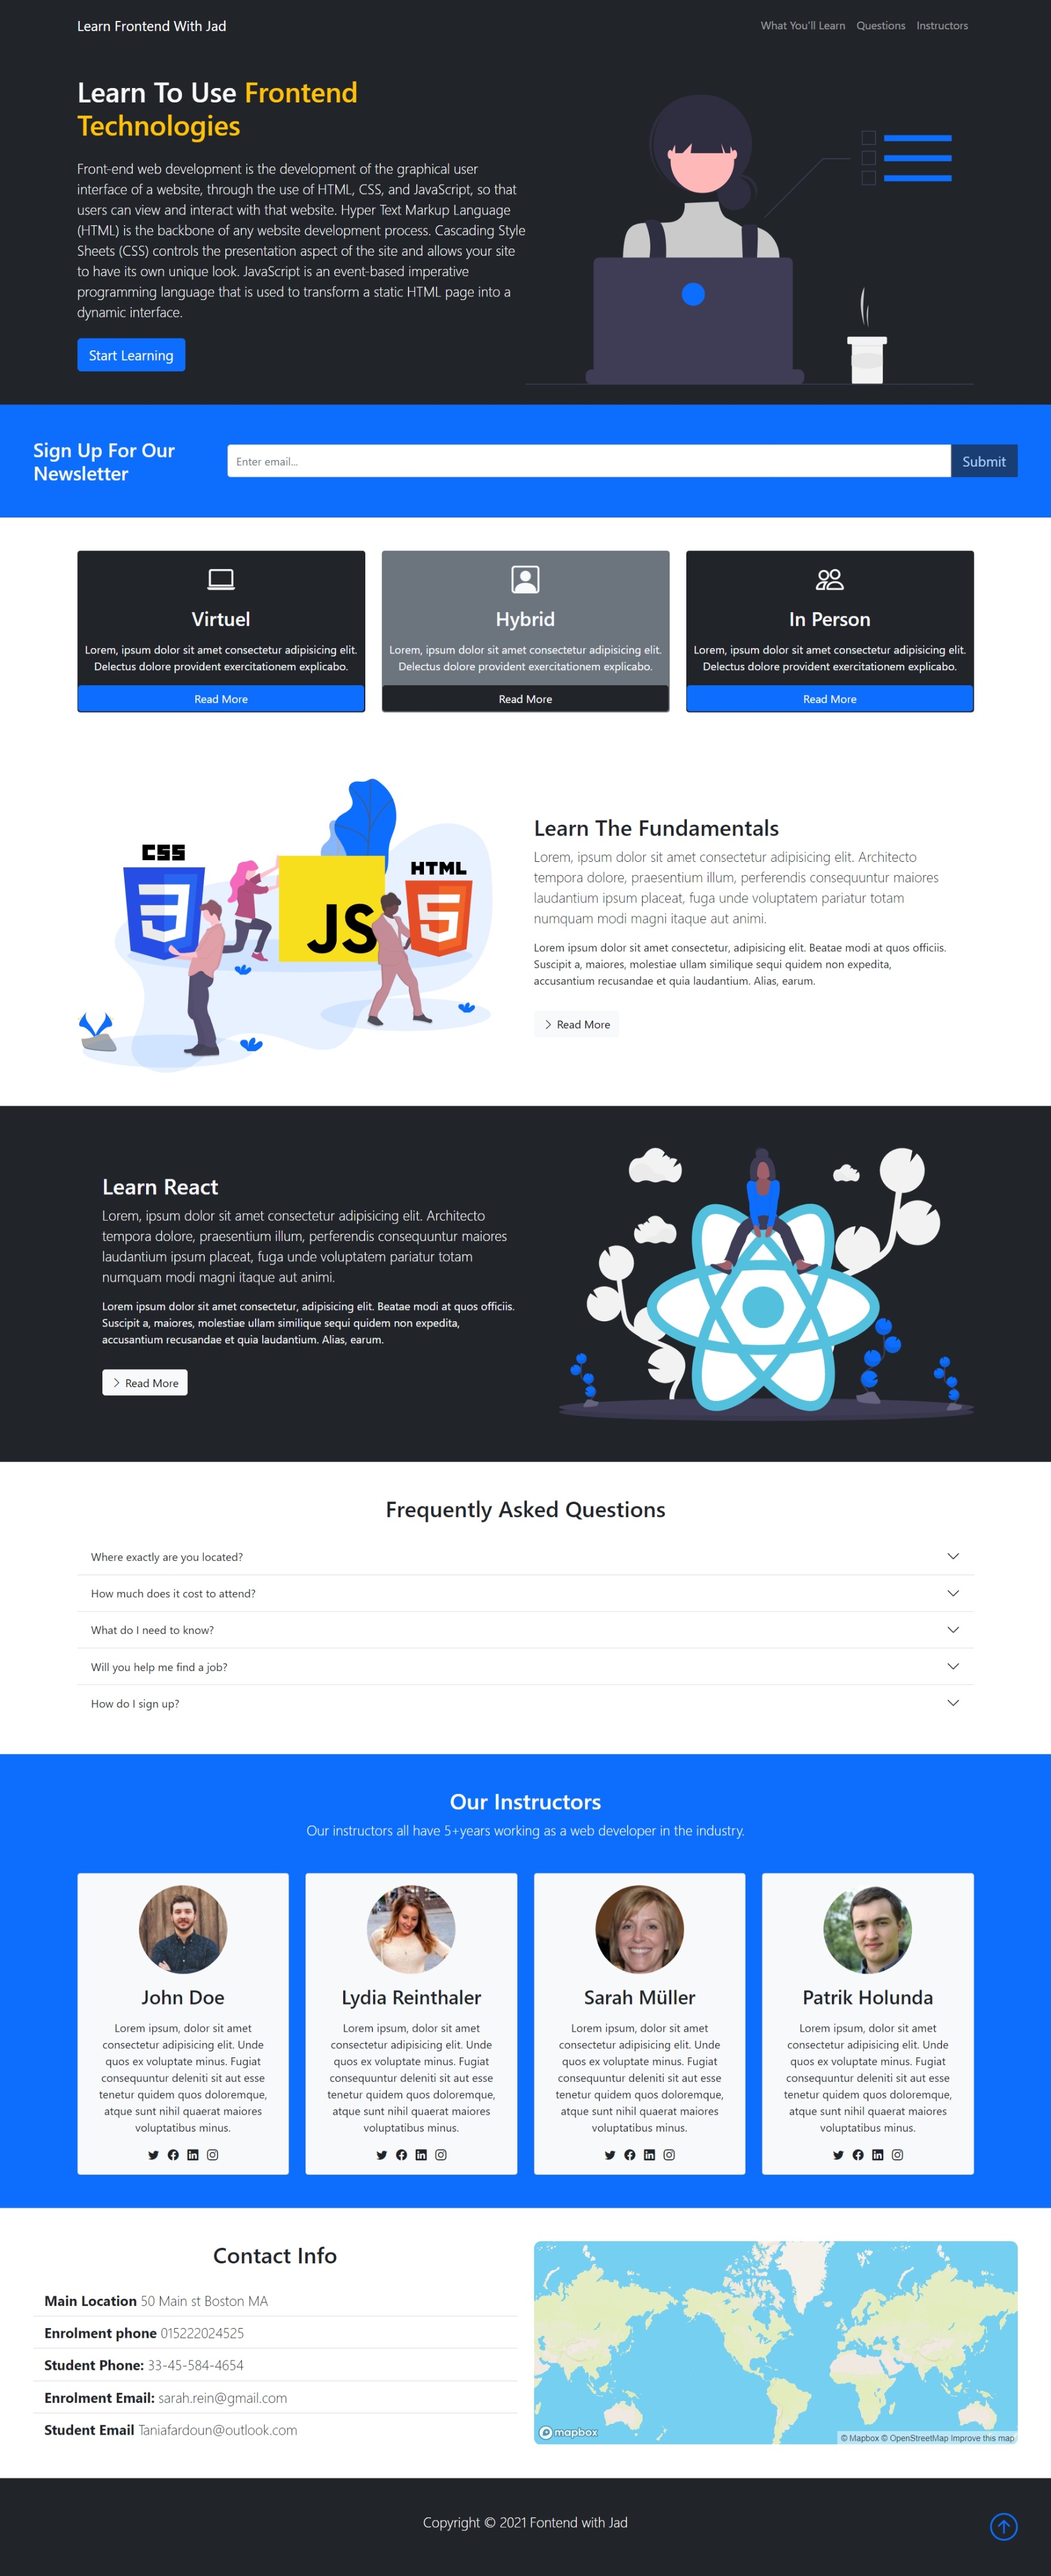 Learn Frontend With Jad
What You'll Learn Questions Instructors
Learn To Use Frontend
Technologies
Front-end web development is the development of the graphical user
interface of a website, through the use of HTML, CSS, and JavaScript, so that
users can view and interact with that website. Hyper Text Markup Language
(HTML) is the backbone of any website development process. Cascading Style
Sheets (CSS) controls the presentation aspect of the site and allows your site
to have its own unique look. JavaScript is an event-based imperative
programming language that is used to transform a static HTML page into a
dynamic interface.
Start Learning
Sign Up For Our
Newsletter
Enter email...
Submit
Virtuel
Lorem, ipsum dolor sit amet consectetur adipisicing elit.
Delectus dolore provident exercitationem explicabo.
Read More
Hybrid
Lorem, ipsum dolor sit amet consectetur adipisicing elit.
Delectus dolore provident exercitationem explicabo.
Read More
In Person
Lorem, ipsum dolor sit amet consectetur adipisicing elit.
Delectus dolore provident exercitationem explicabo.
Read More
CSS
3
JS
HTML
5
Learn The Fundamentals
Lorem, ipsum dolor sit amet consectetur adipisicing elit. Architecto
tempora dolore, praesentium illum, perferendis consequuntur maiores
laudantium ipsum placeat, fuga unde voluptatem pariatur totam
numquam modi magni itaque aut animi.
Lorem ipsum dolor sit amet consectetur, adipisicing elit. Beatae modi at quos officiis.
Suscipit a, maiores, molestiae ullam similique sequi quidem non expedita,
accusantium recusandae et quia laudantium. Alias, earum.
Read More
Learn React
Lorem, ipsum dolor sit amet consectetur adipisicing elit. Architecto
tempora dolore, praesentium illum, perferendis consequuntur maiores
laudantium ipsum placeat, fuga unde voluptatem pariatur totam
numquam modi magni itaque aut animi.
Lorem ipsum dolor sit amet consectetur, adipisicing elit. Beatae modi at quos officiis.
Suscipit a, maiores, molestiae ullam similique sequi quidem non expedita,
accusantium recusandae et quia laudantium. Alias, earum.
Read More
Frequently Asked Questions
Where exactly are you located?
How much does it cost to attend?
What do I need to know?
Will you help me find a job?
How do I sign up?
Our Instructors
Our instructors all have 5+years working as a web developer in the industry.
John Doe
Lorem ipsum, dolor sit amet
consectetur adipisicing elit. Unde
quos ex voluptate minus. Fugiat
consequuntur deleniti sit aut esse
tenetur quidem quos doloremque,
atque sunt nihil quaerat maiores
voluptatibus minus.
Lydia Reinthaler
Lorem ipsum, dolor sit amet
consectetur adipisicing elit. Unde
quos ex voluptate minus. Fugiat
consequuntur deleniti sit aut esse
tenetur quidem quos doloremque,
atque sunt nihil quaerat maiores
voluptatibus minus.
Sarah Müller
Lorem ipsum, dolor sit amet
consectetur adipisicing elit. Unde
quos ex voluptate minus. Fugiat
consequuntur deleniti sit aut esse
tenetur quidem quos doloremque,
atque sunt nihil quaerat maiores
voluptatibus minus.
Patrik Holunda
Lorem ipsum, dolor sit amet
consectetur adipisicing elit. Unde
quos ex voluptate minus. Fugiat
consequuntur deleniti sit aut esse
tenetur quidem quos doloremque,
atque sunt nihil quaerat maiores
voluptatibus minus.
Contact Info
Main Location 50 Main st Boston MA
Enrolment phone 015222024525
Student Phone: 33-45-584-4654
Enrolment Email: sarah.rein@gmail.com
Student Email Taniafardoun@outlook.com
mapbox
© Mapbox © OpenStreetMap Improve this map
Copyright © 2021 Fontend with Jad